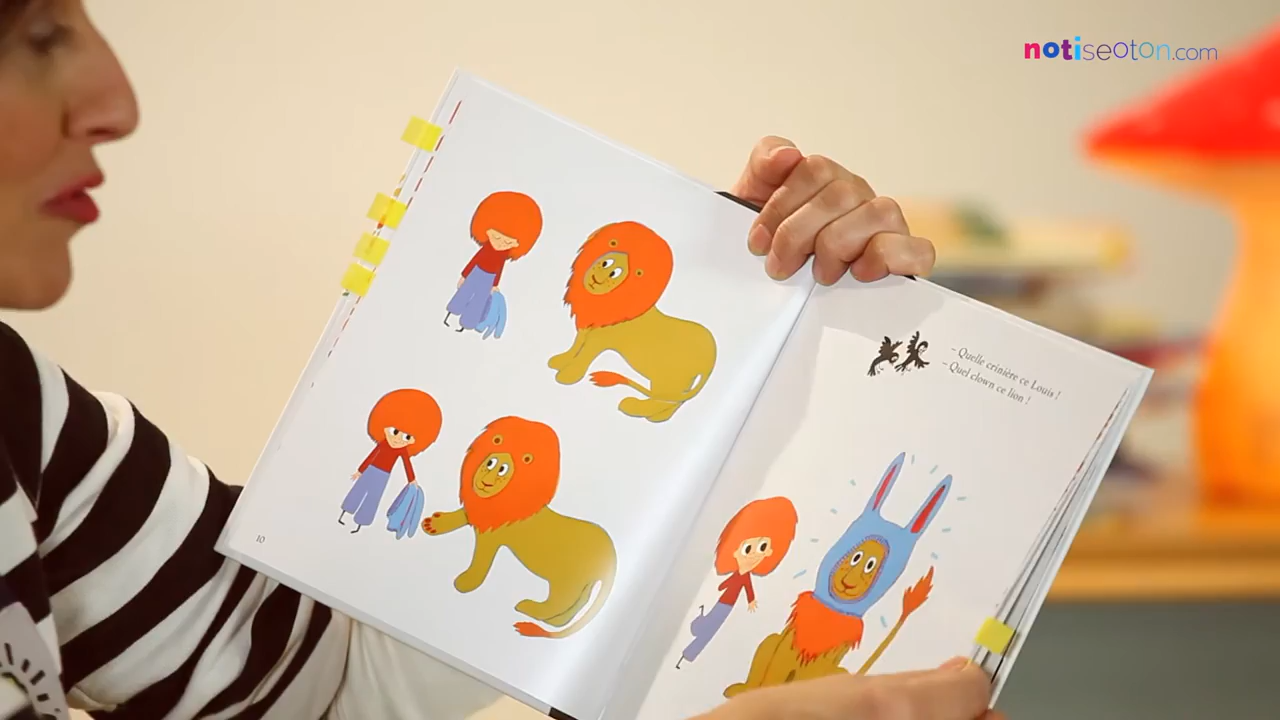 notiseoton.com
– Quelle crinière ce Louis !
– Quel clown ce lion !
10